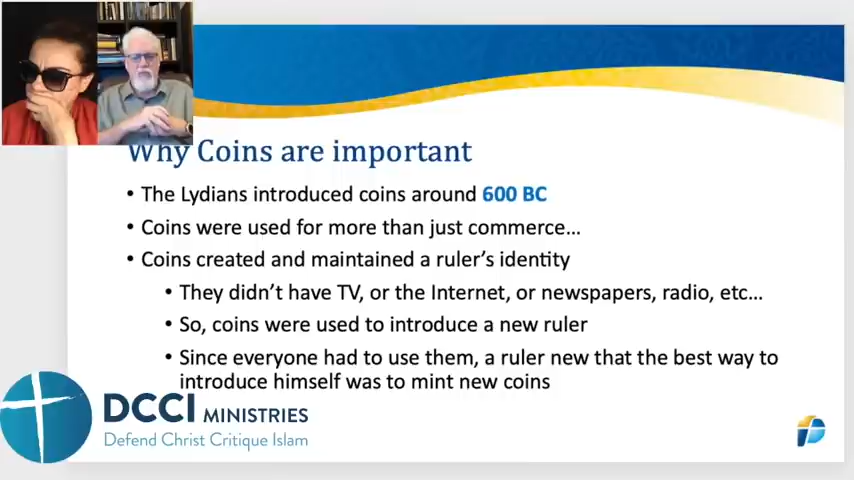 Why Coins are important
• The Lydians introduced coins around 600 BC
• Coins were used for more than just commerce...
• Coins created and maintained a ruler's identity
• They didn't have TV, or the Internet, or newspapers, radio, etc...
• So, coins were used to introduce a new ruler
• Since everyone had to use them, a ruler new that the best way to
introduce himself was to mint new coins
DCCI MINISTRIES
Defend Christ Critique Islam